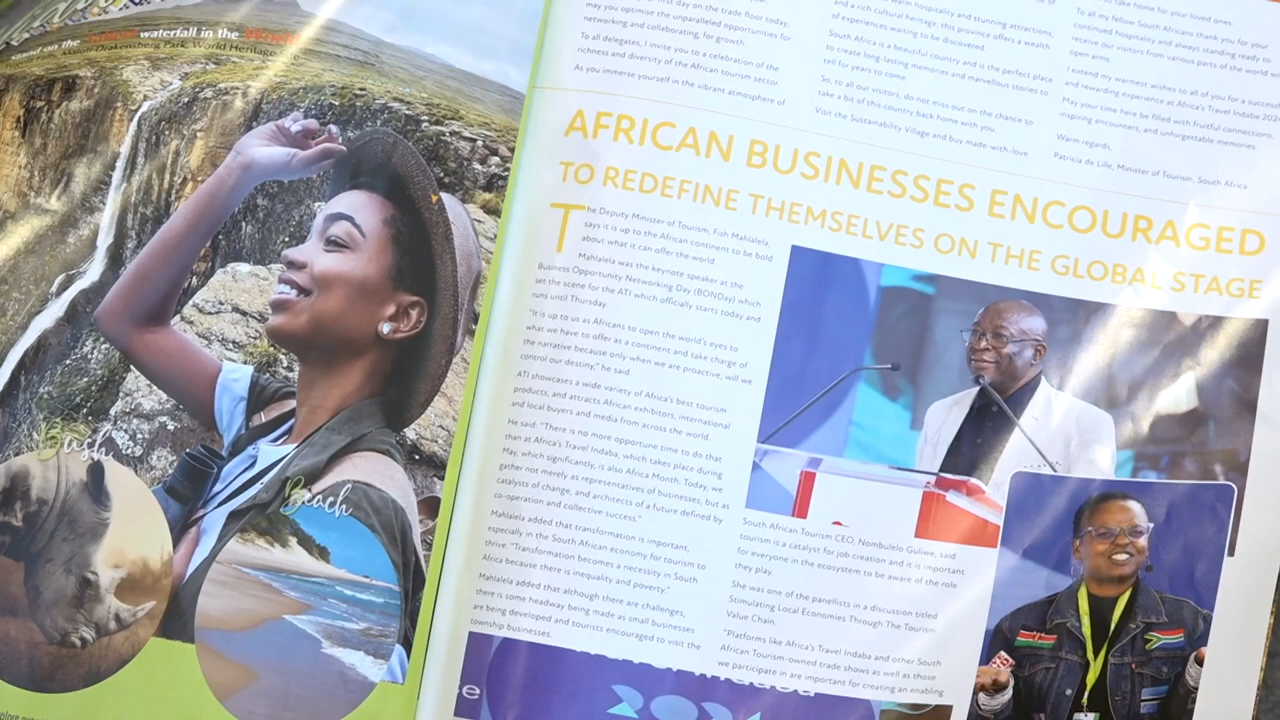 waterfall in the World
Maloti-Drakensberg Park, World Heritage
Bush
Beach
first day on the trade floor today,
may you optimise the unparalleled opportunities for
networking and collaborating, for growth.
To all delegates, I invite you to a celebration of the
richness and diversity of the African tourism sector
As you immerse yourself in the vibrant atmosphere of
warm hospitality and stunning attractions,
and a rich cultural heritage, this province offers a wealth
of experiences waiting to be discovered.
South Africa is a beautiful country and is the perfect place
to create long-lasting memories and marvellous stories to
tell for years to come.
So, to all our visitors, do not miss out on the chance to
take a bit of this country back home with you.
Visit the Sustainability Village and buy made-with-love
to take home for your loved ones.
To all my fellow South Africans thank you for your
continued hospitality and always standing ready to
receive our visitors from various parts of the world
open arms.
I extend my warmest wishes to all of you for a
and rewarding experience at Africa's Travel Indaba
May your time here be filled with fruitful connections,
inspiring encounters, and unforgettable memories.
Warm regards,
Patricia de Lille, Minister of Tourism, South Africa
AFRICAN BUSINESSES ENCOURAGED
TO REDEFINE THEMSELVES ON THE GLOBAL STAGE
The Deputy Minister of Tourism, Fish Mahlalela,
says it is up to the African continent to be bold
about what it can offer the world.
Mahlalela was the keynote speaker at the
Business Opportunity Networking Day (BONDay) which
set the scene for the ATI which officially starts today and
runs until Thursday.
"It is up to us as Africans to open the world's eyes to
what we have to offer as a continent and take charge of
the narrative because only when we are proactive, will we
control our destiny," he said.
ATI showcases a wide variety of Africa's best tourism
products, and attracts African exhibitors, international
and local buyers and media from across the world.
He said: "There is no more opportune time to do that
than at Africa's Travel Indaba, which takes place during
May, which significantly, is also Africa Month. Today, we
gather not merely as representatives of businesses, but as
catalysts of change, and architects of a future defined by
co-operation and collective success."
Mahlalela added that transformation is important,
especially in the South African economy for tourism to
thrive. "Transformation becomes a necessity in South
Africa because there is inequality and poverty."
Mahlalela added that although there are challenges,
there is some headway being made as small businesses
are being developed and tourists encouraged to visit the
township businesses.
South African Tourism CEO, Nombulelo Guliwe, said
tourism is a catalyst for job creation and it is important
for everyone in the ecosystem to be aware of the role
they play.
She was one of the panellists in a discussion titled
Stimulating Local Economies Through The Tourism
Value Chain.
"Platforms like Africa's Travel Indaba and other South
African Tourism-owned trade shows as well as those
we participate in are important for creating an enabling
2024